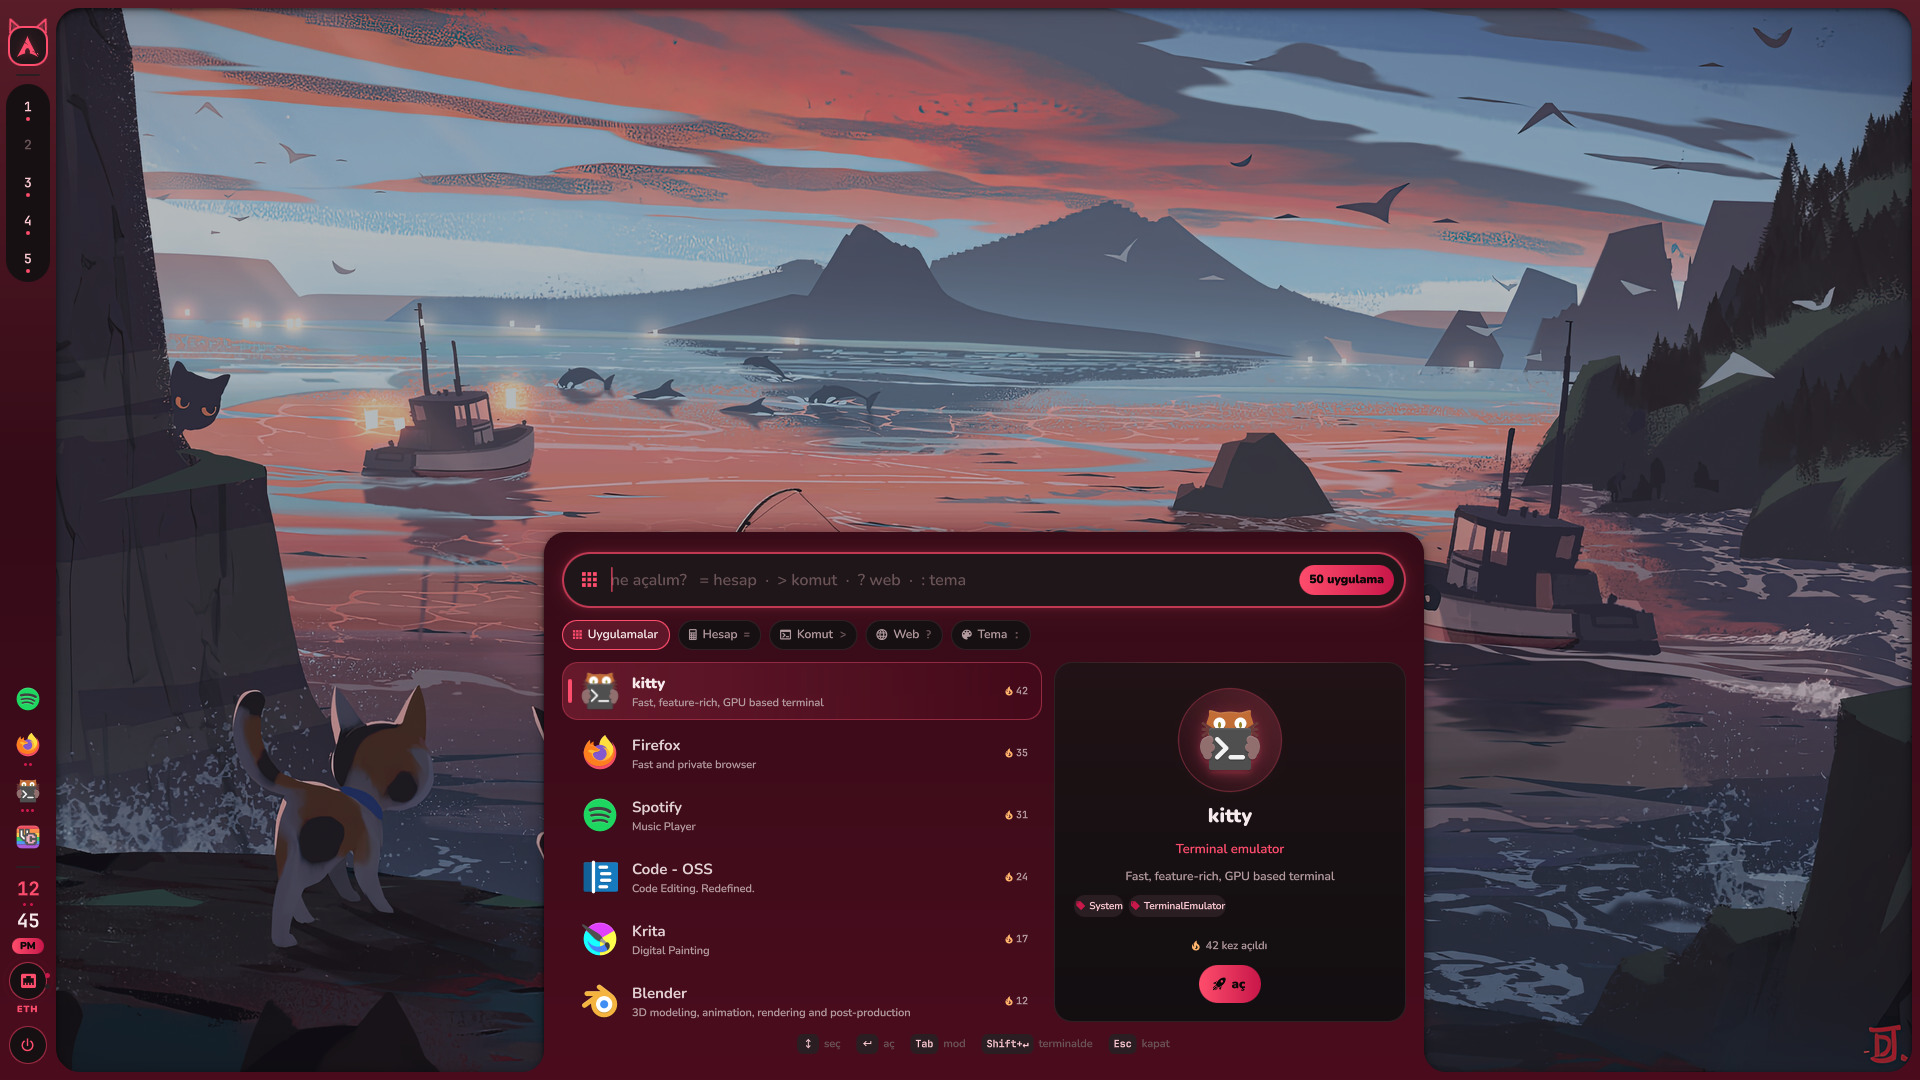 1
2
3
4
5
12
45
PM
ETH
ne açalım? = hesap · > komut · ? web · : tema
50 uygulama
Uygulamalar
Hesap =
Komut >
Web ?
Tema :
kitty
Fast, feature-rich, GPU based terminal
42
Firefox
Fast and private browser
35
Spotify
Music Player
31
Code - OSS
Code Editing. Redefined.
24
Krita
Digital Painting
17
Blender
3D modeling, animation, rendering and post-production
12
kitty
Terminal emulator
Fast, feature-rich, GPU based terminal
System TerminalEmulator
42 kez açıldı
aç
↕ seç ↵ aç Tab mod Shift+↵ terminalde Esc kapat
DJ.